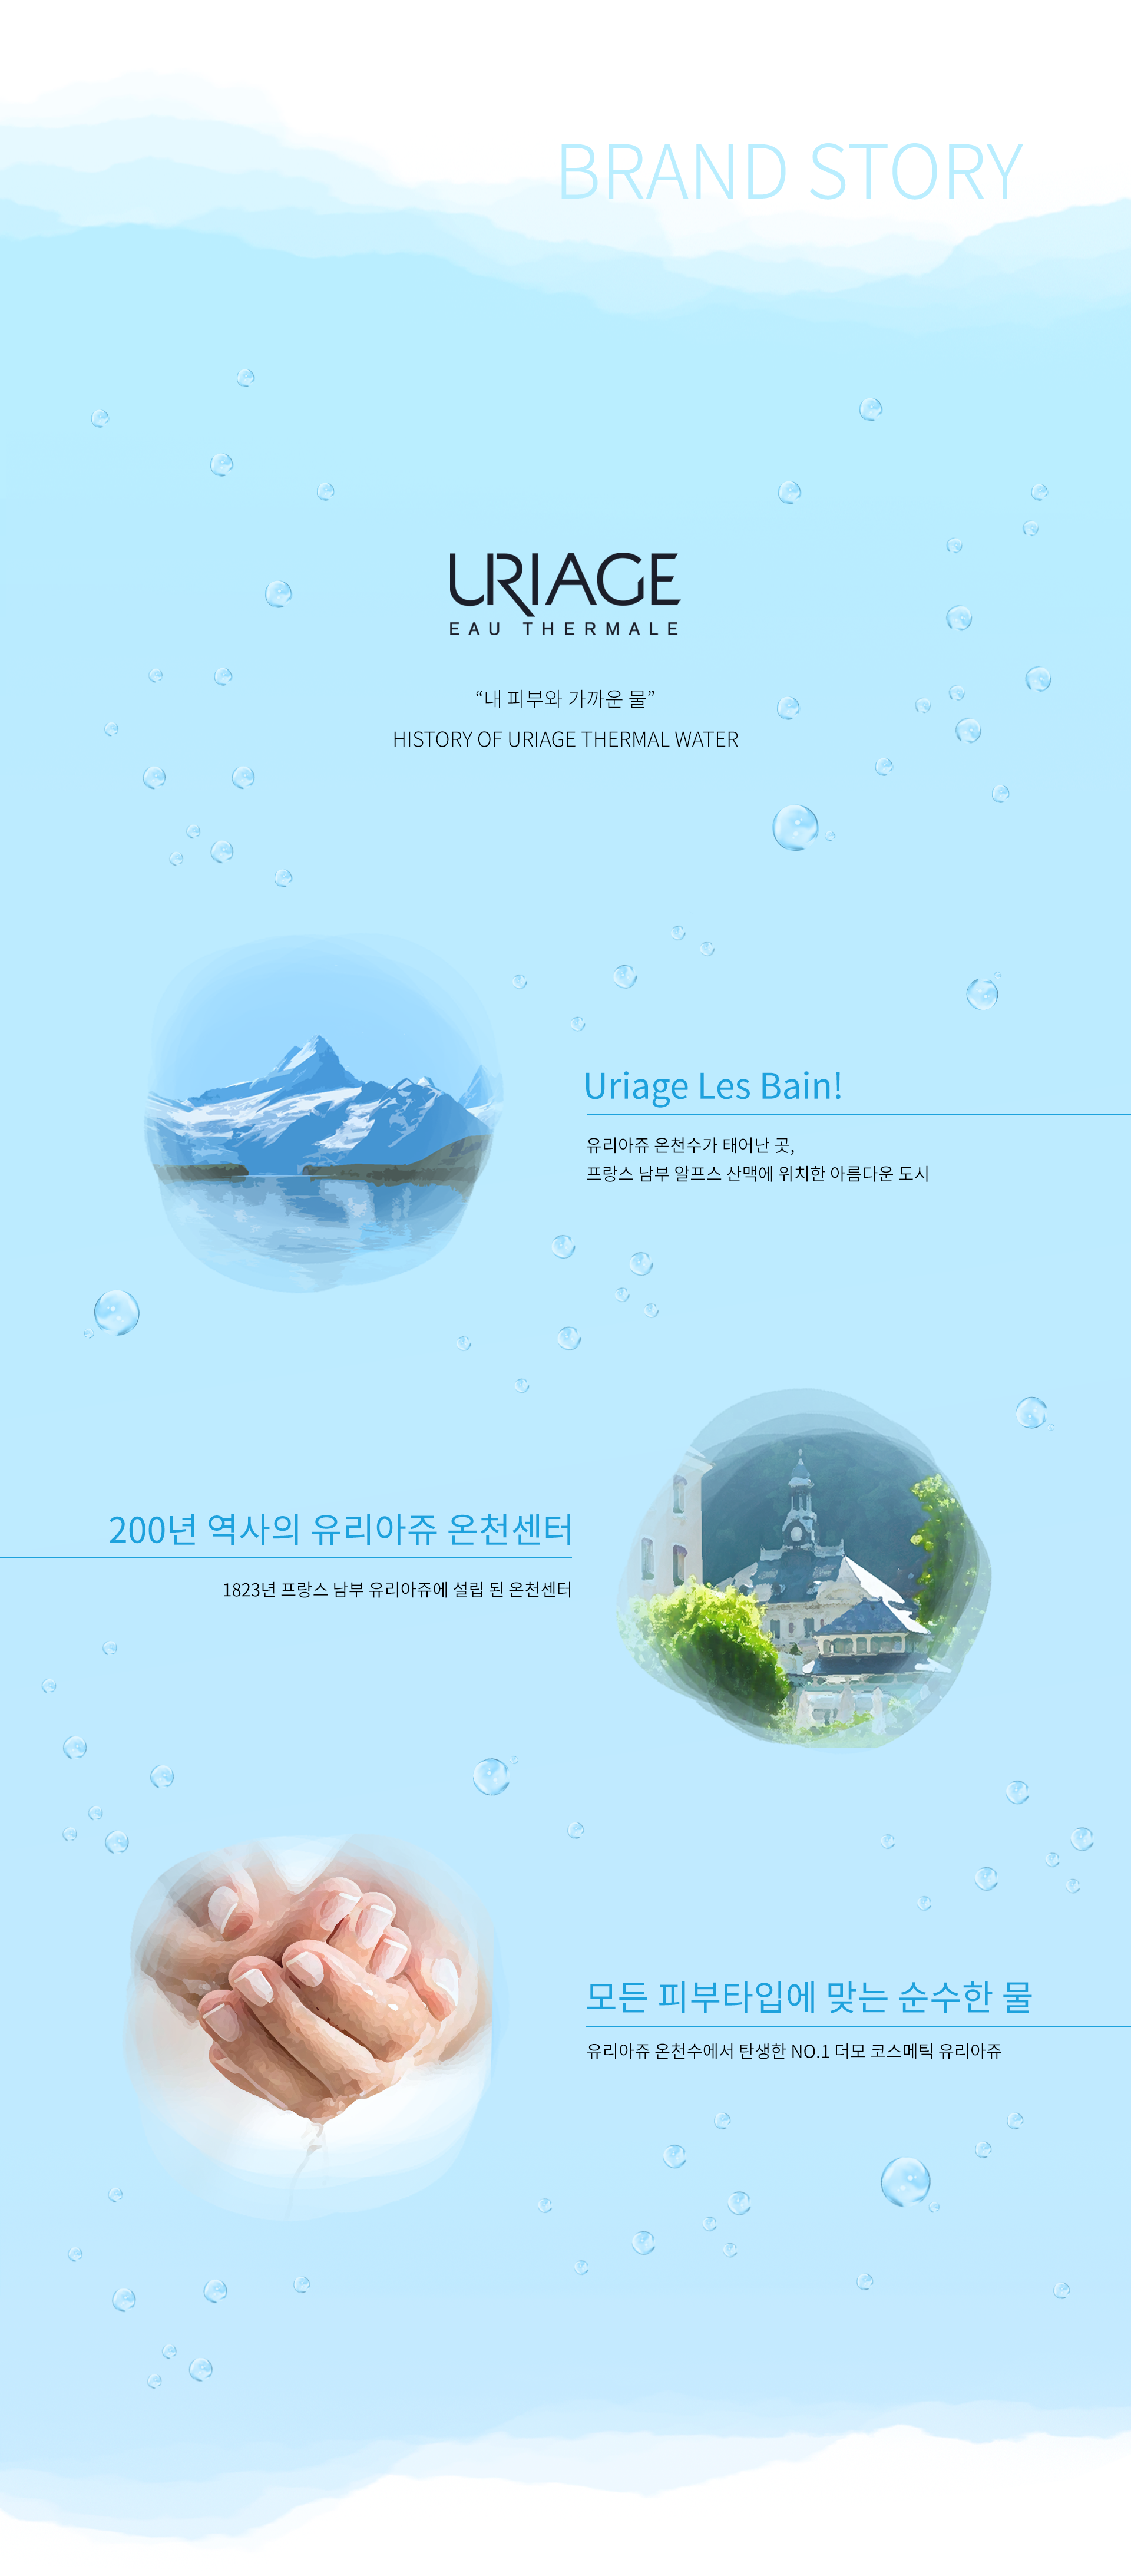 BRAND STORY
URIAGE
EAU THERMALE
“내 피부와 가까운 물”
HISTORY OF URIAGE THERMAL WATER
Uriage Les Bain!
유리아쥬 온천수가 태어난 곳,
프랑스 남부 알프스 산맥에 위치한 아름다운 도시
200년 역사의 유리아쥬 온천센터
1823년 프랑스 남부 유리아쥬에 설립 된 온천센터
모든 피부타입에 맞는 순수한 물
유리아쥬 온천수에서 탄생한 NO.1 더모 코스메틱 유리아쥬